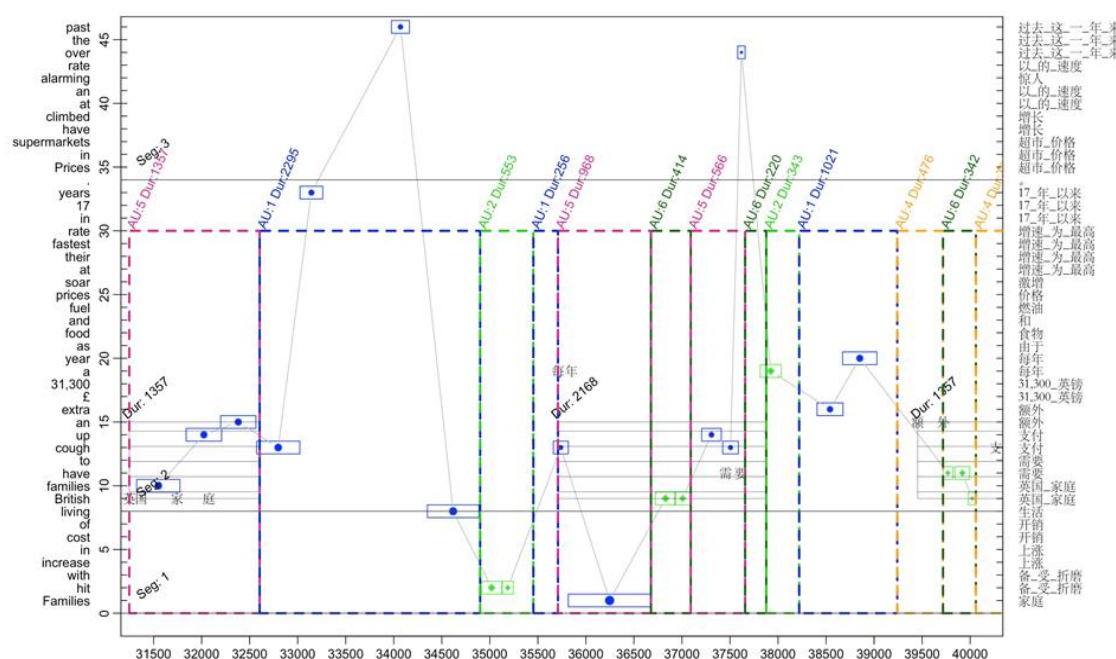 past 过去_这_一_年_来
the 45 过去_这_一_年_来
over 过去_这_一_年_来
rate 以_的_速度
alarming 惊人
an 以_的_速度
at 40 以_的_速度
climbed 增长
have 增长
supermarkets 超市_价格
in 超市_价格
Prices 35 超市_价格
. 。
years 17_年_以来
17 17_年_以来
in 17_年_以来
rate 30 增速_为_最高
fastest 增速_为_最高
their 增速_为_最高
at 增速_为_最高
soar 激增
prices 25 价格
fuel 燃油
and 和
food 食物
as 由于
year 20 每年
a 每年
31,300 31,300_英镑
£ 31,300_英镑
extra 额外
an 15 额外
up 支付
cough 支付
to 需要
have 需要
families 10 英国_家庭
British 英国_家庭
living 生活
of 开销
cost 开销
in 5 上涨
increase 上涨
with 备_受_折磨
hit 备_受_折磨
Families 家庭
0
Seg: 3
AU:5 Dur:1357
AU:1 Dur:2295
AU:2 Dur:553
AU:1 Dur:256
AU:5 Dur:968
AU:6 Dur:414
AU:5 Dur:566
AU:6 Dur:220
AU:2 Dur:343
AU:1 Dur:1021
AU:4 Dur:476
AU:6 Dur:342
AU:4 Dur:
每年
Dur: 1357
Dur: 2168
Dur: 1357
额 外
支
需要
Seg: 2
英国 家 庭
Seg: 1
31500 32000 32500 33000 33500 34000 34500 35000 35500 36000 36500 37000 37500 38000 38500 39000 39500 40000